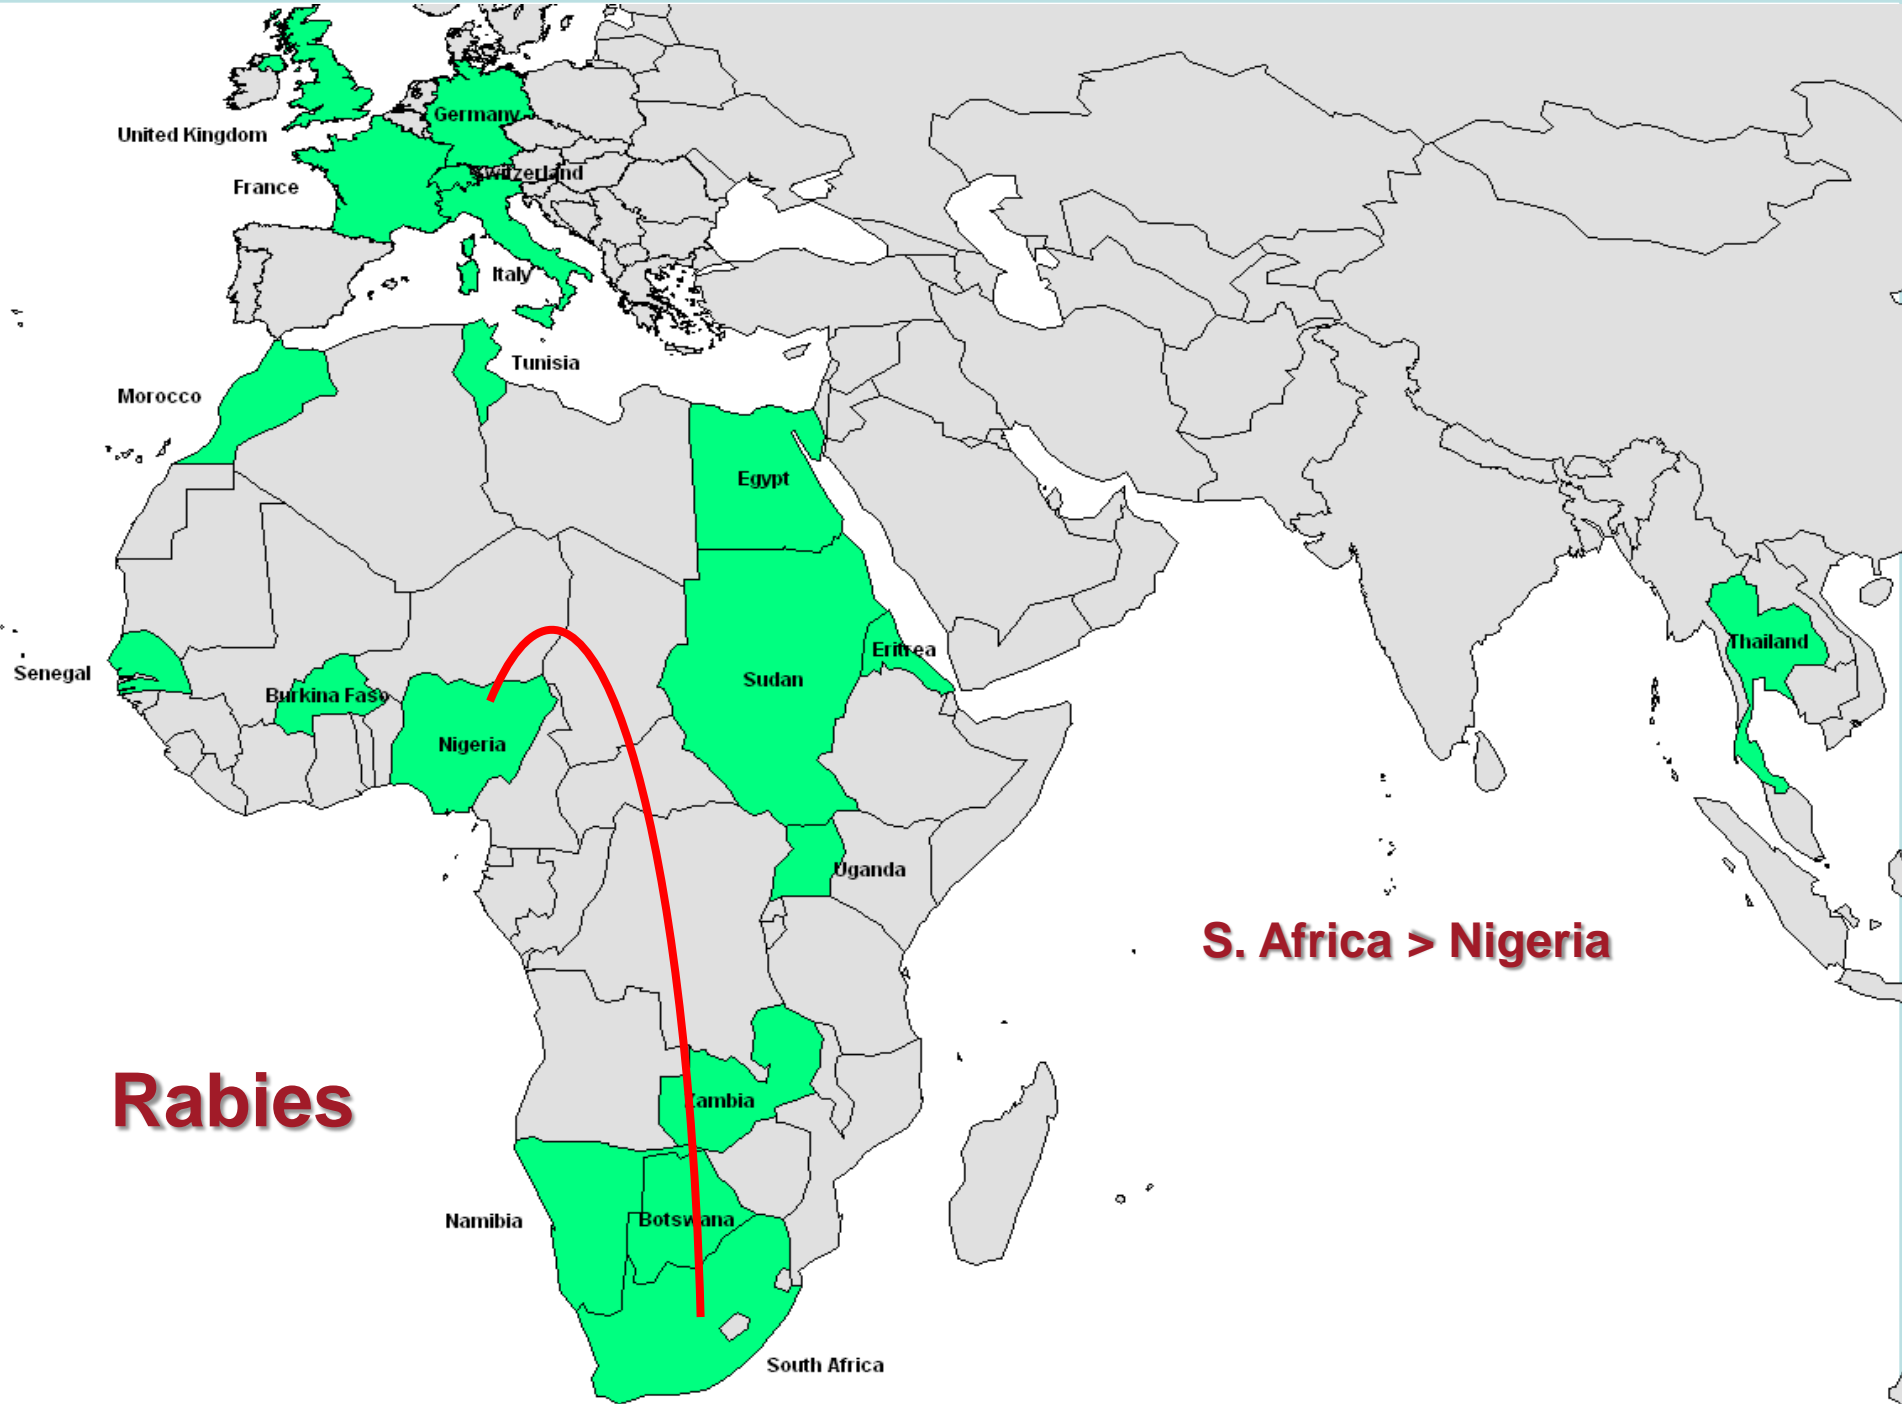 Germany
United Kingdom
Switzerland
France
Italy
Tunisia
Morocco
Egypt
Thailand
Eritrea
Senegal
Sudan
Burkina Faso
Nigeria
Uganda
S. Africa > Nigeria
Rabies
Zambia
Botswana
Namibia
South Africa